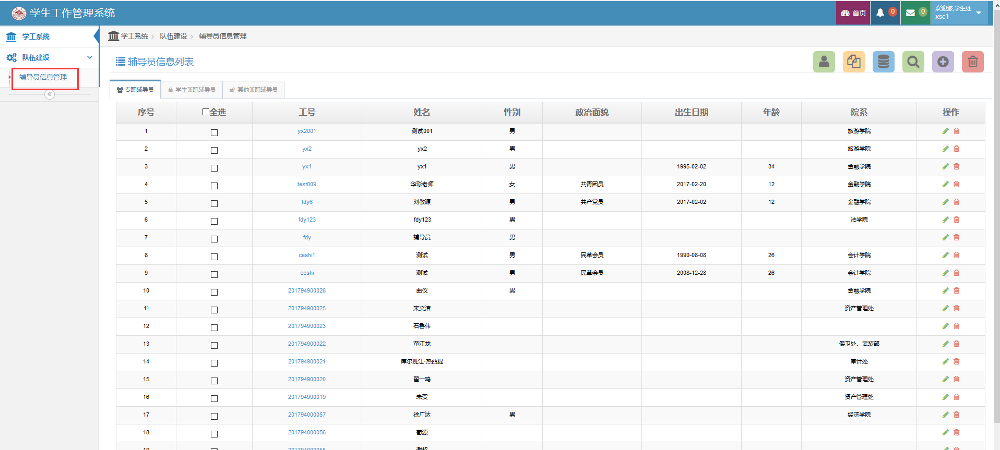 学生工作管理系统
首页
0
0
欢迎您,学生处
xsc1
学工系统
队伍建设
辅导员信息管理
学工系统 > 队伍建设 > 辅导员信息管理
辅导员信息列表
专职辅导员 学生兼职辅导员 其他兼职辅导员
序号 全选 工号 姓名 性别 政治面貌 出生日期 年龄 院系 操作
1 yx2001 测试001 男 旅游学院
2 yx2 yx2 男 旅游学院
3 yx1 yx1 男 1995-02-02 34 金融学院
4 test009 华彩老师 女 共青团员 2017-02-20 12 金融学院
5 fdy6 刘敬源 男 共产党员 2017-02-02 12 金融学院
6 fdy123 fdy123 男 法学院
7 fdy 辅导员 男
8 ceshi1 测试 男 民革会员 1990-08-08 26 会计学院
9 ceshi 测试 男 民革会员 2008-12-28 26 会计学院
10 201794900026 曲仪 男 金融学院
11 201794900025 宋文洁 资产管理处
12 201794900023 石鲁伟
13 201794900022 董江龙 保卫处、武装部
14 201794900021 库尔班江·热西提 审计处
15 201794900020 翟一鸣 资产管理处
16 201794900019 朱贺 资产管理处
17 201794000057 徐广达 男 经济学院
18 201794000056 荀源
19 201794000055 谢超